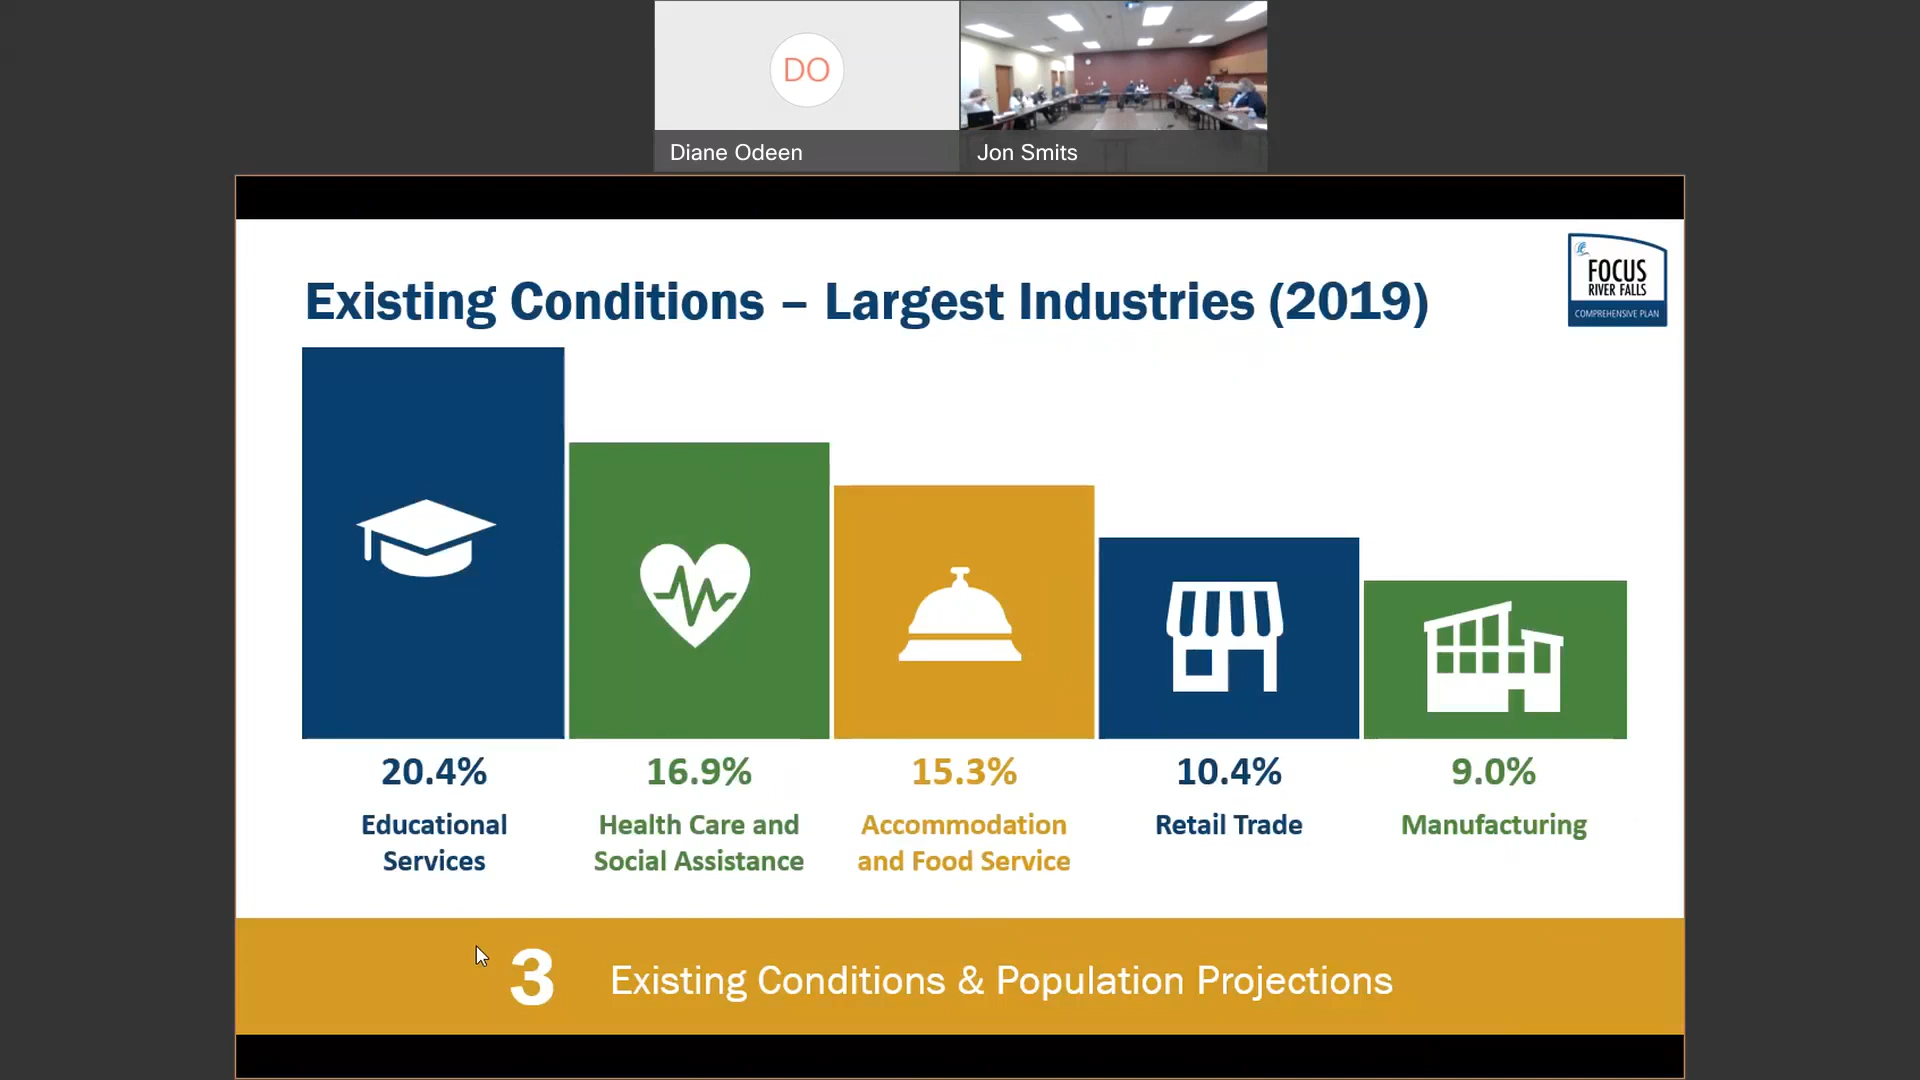 DO
Diane Odeen
Jon Smits
Existing Conditions – Largest Industries (2019)
FOCUS
RIVER FALLS
COMPREHENSIVE PLAN
20.4%
Educational
Services
16.9%
Health Care and
Social Assistance
15.3%
Accommodation
and Food Service
10.4%
Retail Trade
9.0%
Manufacturing
3 Existing Conditions & Population Projections